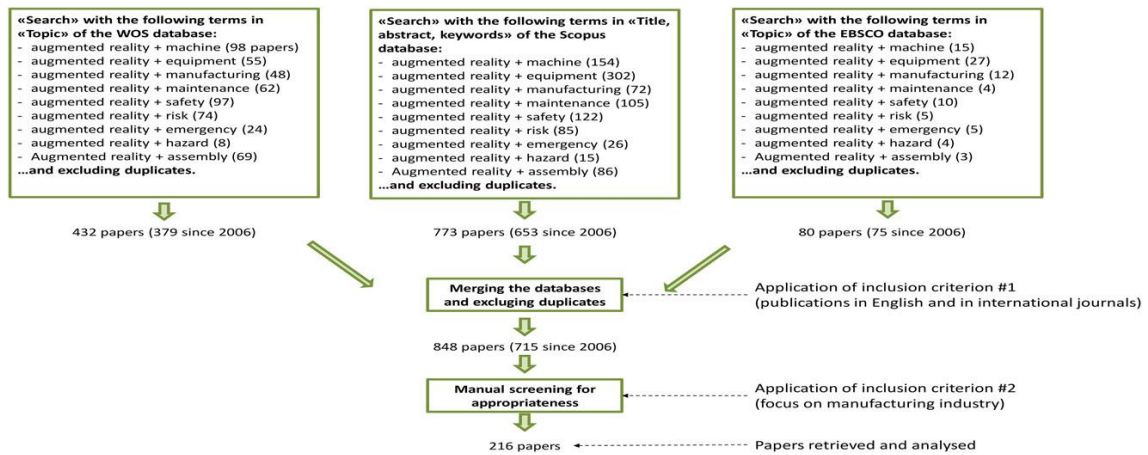 «Search» with the following terms in
«Topic» of the WOS database:
- augmented reality + machine (98 papers)
- augmented reality + equipment (55)
- augmented reality + manufacturing (48)
- augmented reality + maintenance (62)
- augmented reality + safety (97)
- augmented reality + risk (74)
- augmented reality + emergency (24)
- augmented reality + hazard (8)
- Augmented reality + assembly (69)
...and excluding duplicates.
«Search» with the following terms in «Title,
abstract, keywords» of the Scopus
database:
- augmented reality + machine (154)
- augmented reality + equipment (302)
- augmented reality + manufacturing (72)
- augmented reality + maintenance (105)
- augmented reality + safety (122)
- augmented reality + risk (85)
- augmented reality + emergency (26)
- augmented reality + hazard (15)
- Augmented reality + assembly (86)
...and excluding duplicates.
«Search» with the following terms in
«Topic» of the EBSCO database:
- augmented reality + machine (15)
- augmented reality + equipment (27)
- augmented reality + manufacturing (12)
- augmented reality + maintenance (4)
- augmented reality + safety (10)
- augmented reality + risk (5)
- augmented reality + emergency (5)
- augmented reality + hazard (4)
- Augmented reality + assembly (3)
...and excluding duplicates.
432 papers (379 since 2006)
773 papers (653 since 2006)
80 papers (75 since 2006)
Merging the databases
and excluging duplicates
Application of inclusion criterion #1
(publications in English and in international journals)
848 papers (715 since 2006)
Manual screening for
appropriateness
Application of inclusion criterion #2
(focus on manufacturing industry)
216 papers
Papers retrieved and analysed